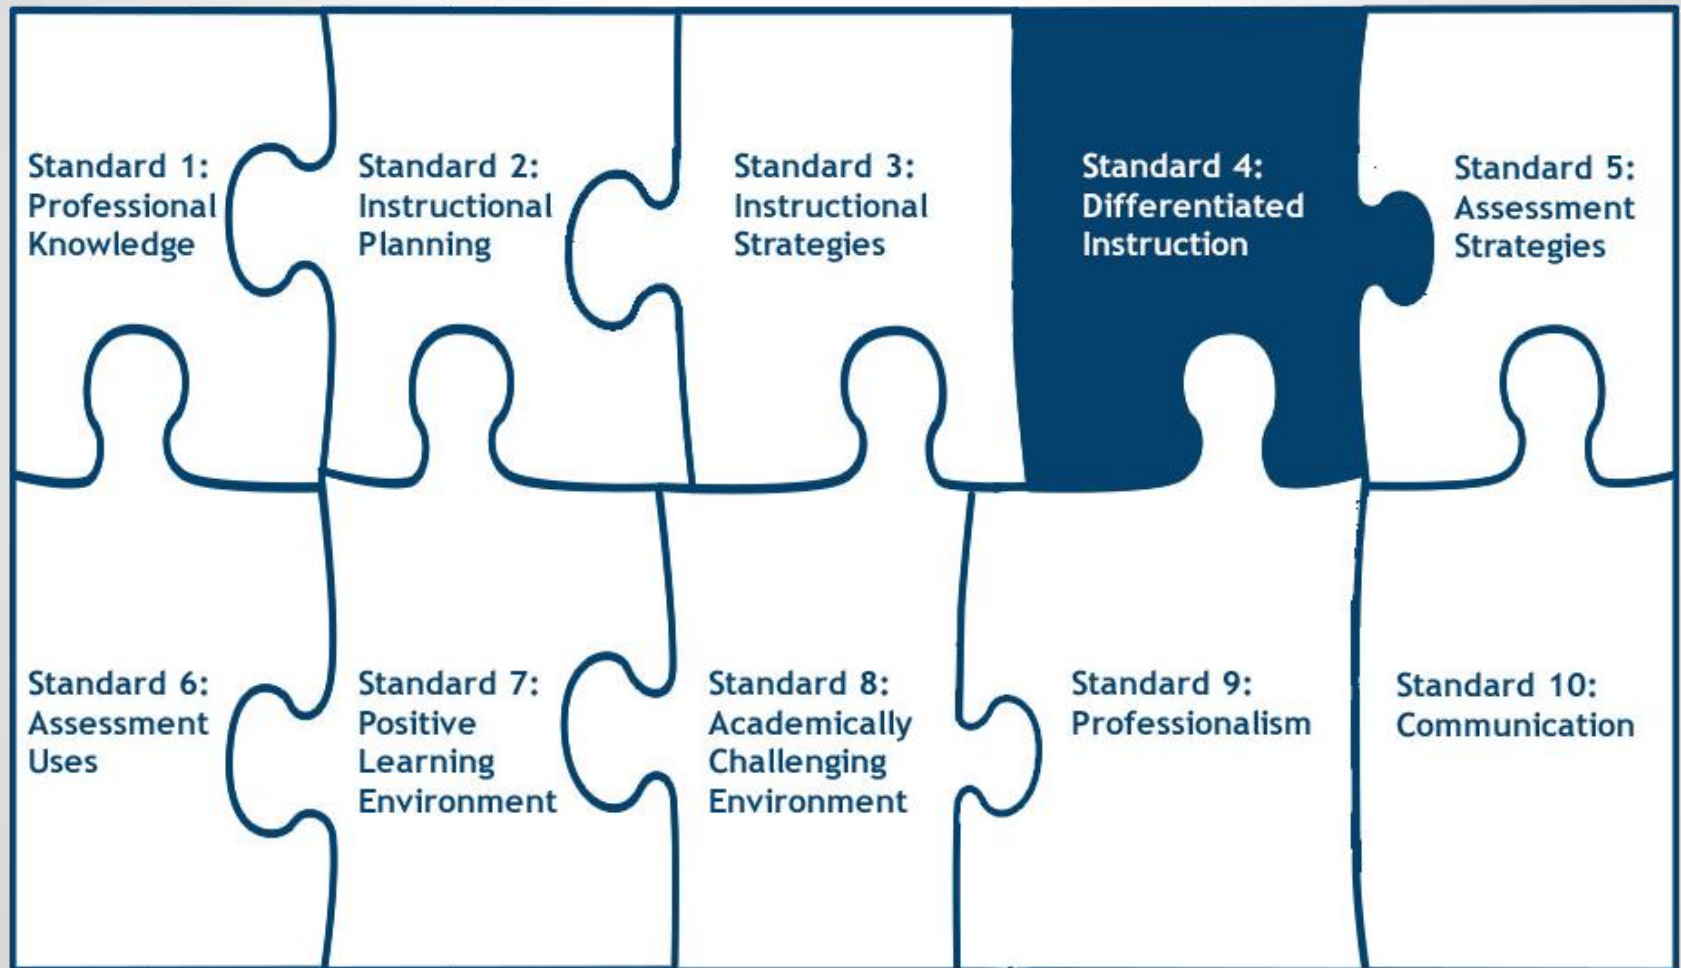 Standard 1:
Professional
Knowledge
Standard 2:
Instructional
Planning
Standard 3:
Instructional
Strategies
Standard 4:
Differentiated
Instruction
Standard 5:
Assessment
Strategies
Standard 6:
Assessment
Uses
Standard 7:
Positive
Learning
Environment
Standard 8:
Academically
Challenging
Environment
Standard 9:
Professionalism
Standard 10:
Communication